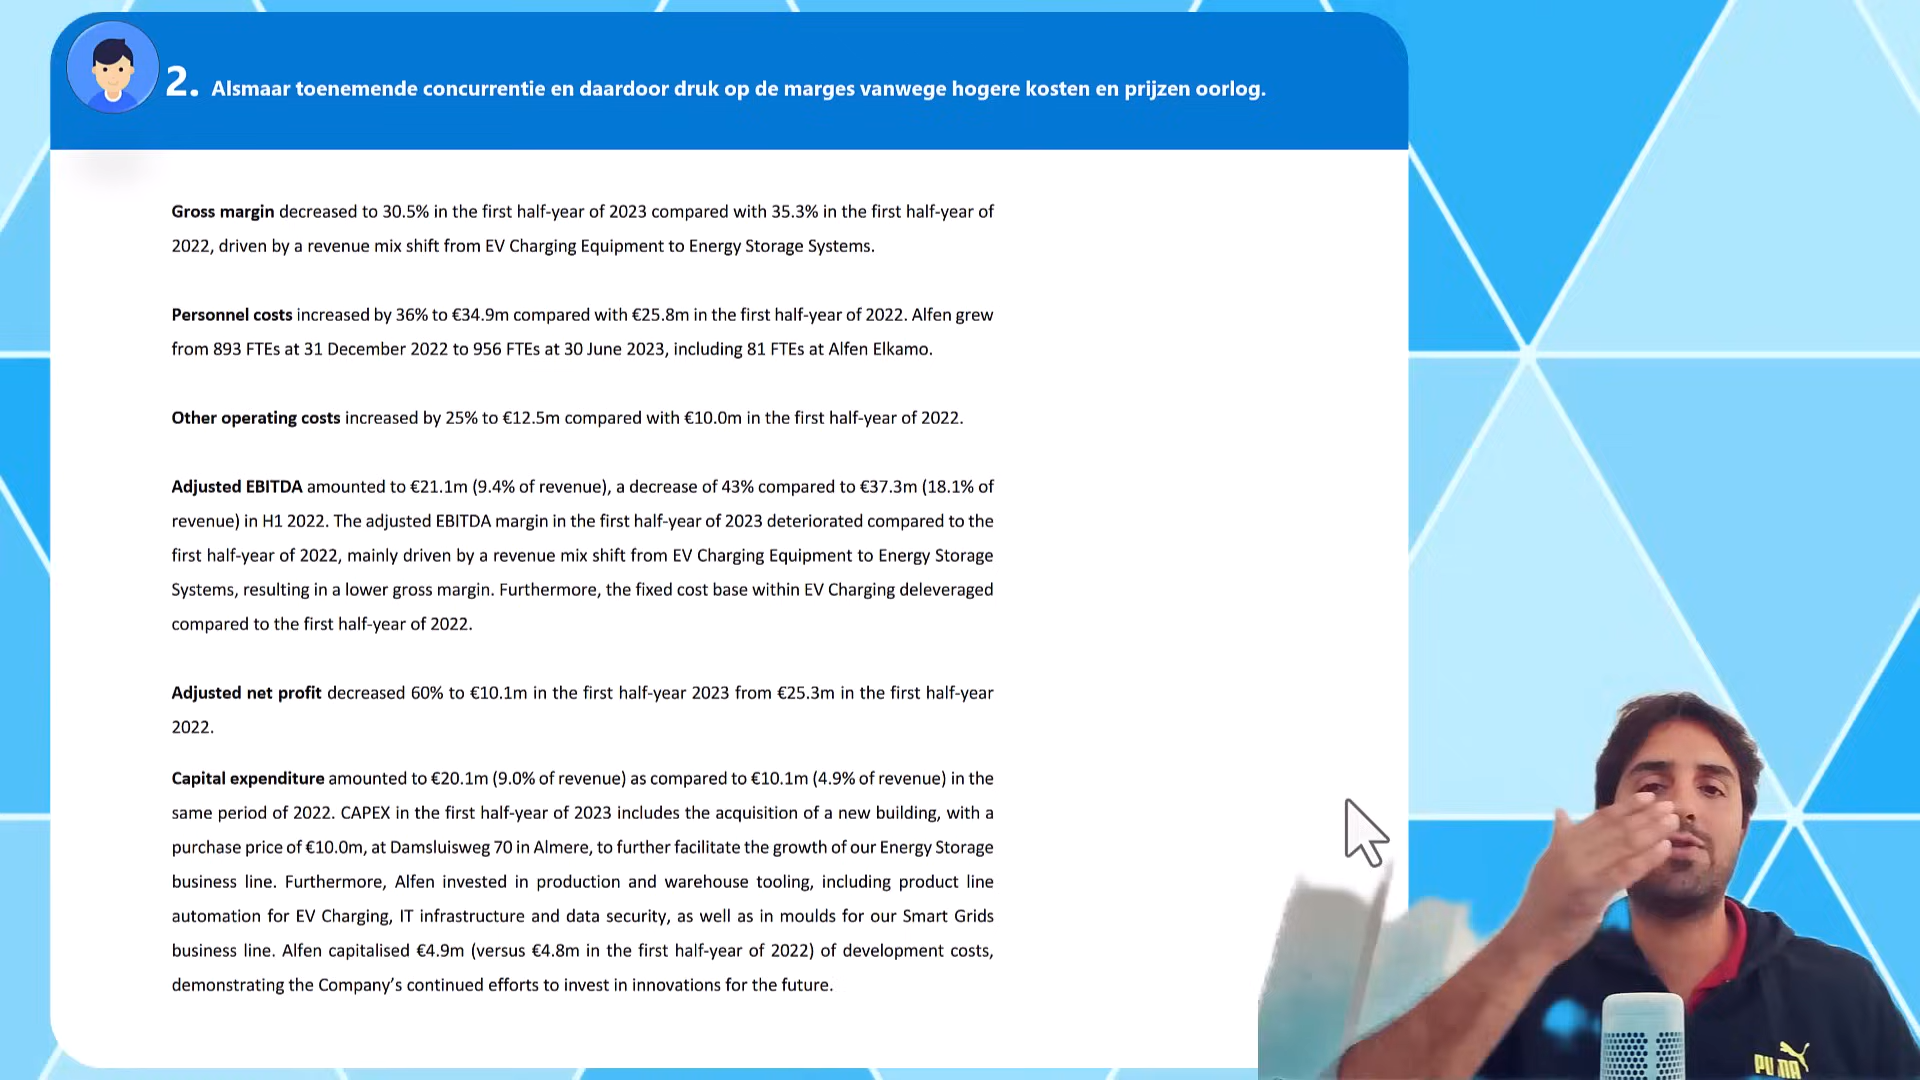 2. Alsmaar toenemende concurrentie en daardoor druk op de marges vanwege hogere kosten en prijzen oorlog.
Gross margin decreased to 30.5% in the first half-year of 2023 compared with 35.3% in the first half-year of
2022, driven by a revenue mix shift from EV Charging Equipment to Energy Storage Systems.
Personnel costs increased by 36% to €34.9m compared with €25.8m in the first half-year of 2022. Alfen grew
from 893 FTEs at 31 December 2022 to 956 FTEs at 30 June 2023, including 81 FTEs at Alfen Elkamo.
Other operating costs increased by 25% to €12.5m compared with €10.0m in the first half-year of 2022.
Adjusted EBITDA amounted to €21.1m (9.4% of revenue), a decrease of 43% compared to €37.3m (18.1% of
revenue) in H1 2022. The adjusted EBITDA margin in the first half-year of 2023 deteriorated compared to the
first half-year of 2022, mainly driven by a revenue mix shift from EV Charging Equipment to Energy Storage
Systems, resulting in a lower gross margin. Furthermore, the fixed cost base within EV Charging deleveraged
compared to the first half-year of 2022.
Adjusted net profit decreased 60% to €10.1m in the first half-year 2023 from €25.3m in the first half-year
2022.
Capital expenditure amounted to €20.1m (9.0% of revenue) as compared to €10.1m (4.9% of revenue) in the
same period of 2022. CAPEX in the first half-year of 2023 includes the acquisition of a new building, with a
purchase price of €10.0m, at Damsluisweg 70 in Almere, to further facilitate the growth of our Energy Storage
business line. Furthermore, Alfen invested in production and warehouse tooling, including product line
automation for EV Charging, IT infrastructure and data security, as well as in moulds for our Smart Grids
business line. Alfen capitalised €4.9m (versus €4.8m in the first half-year of 2022) of development costs,
demonstrating the Company's continued efforts to invest in innovations for the future.
PUMA